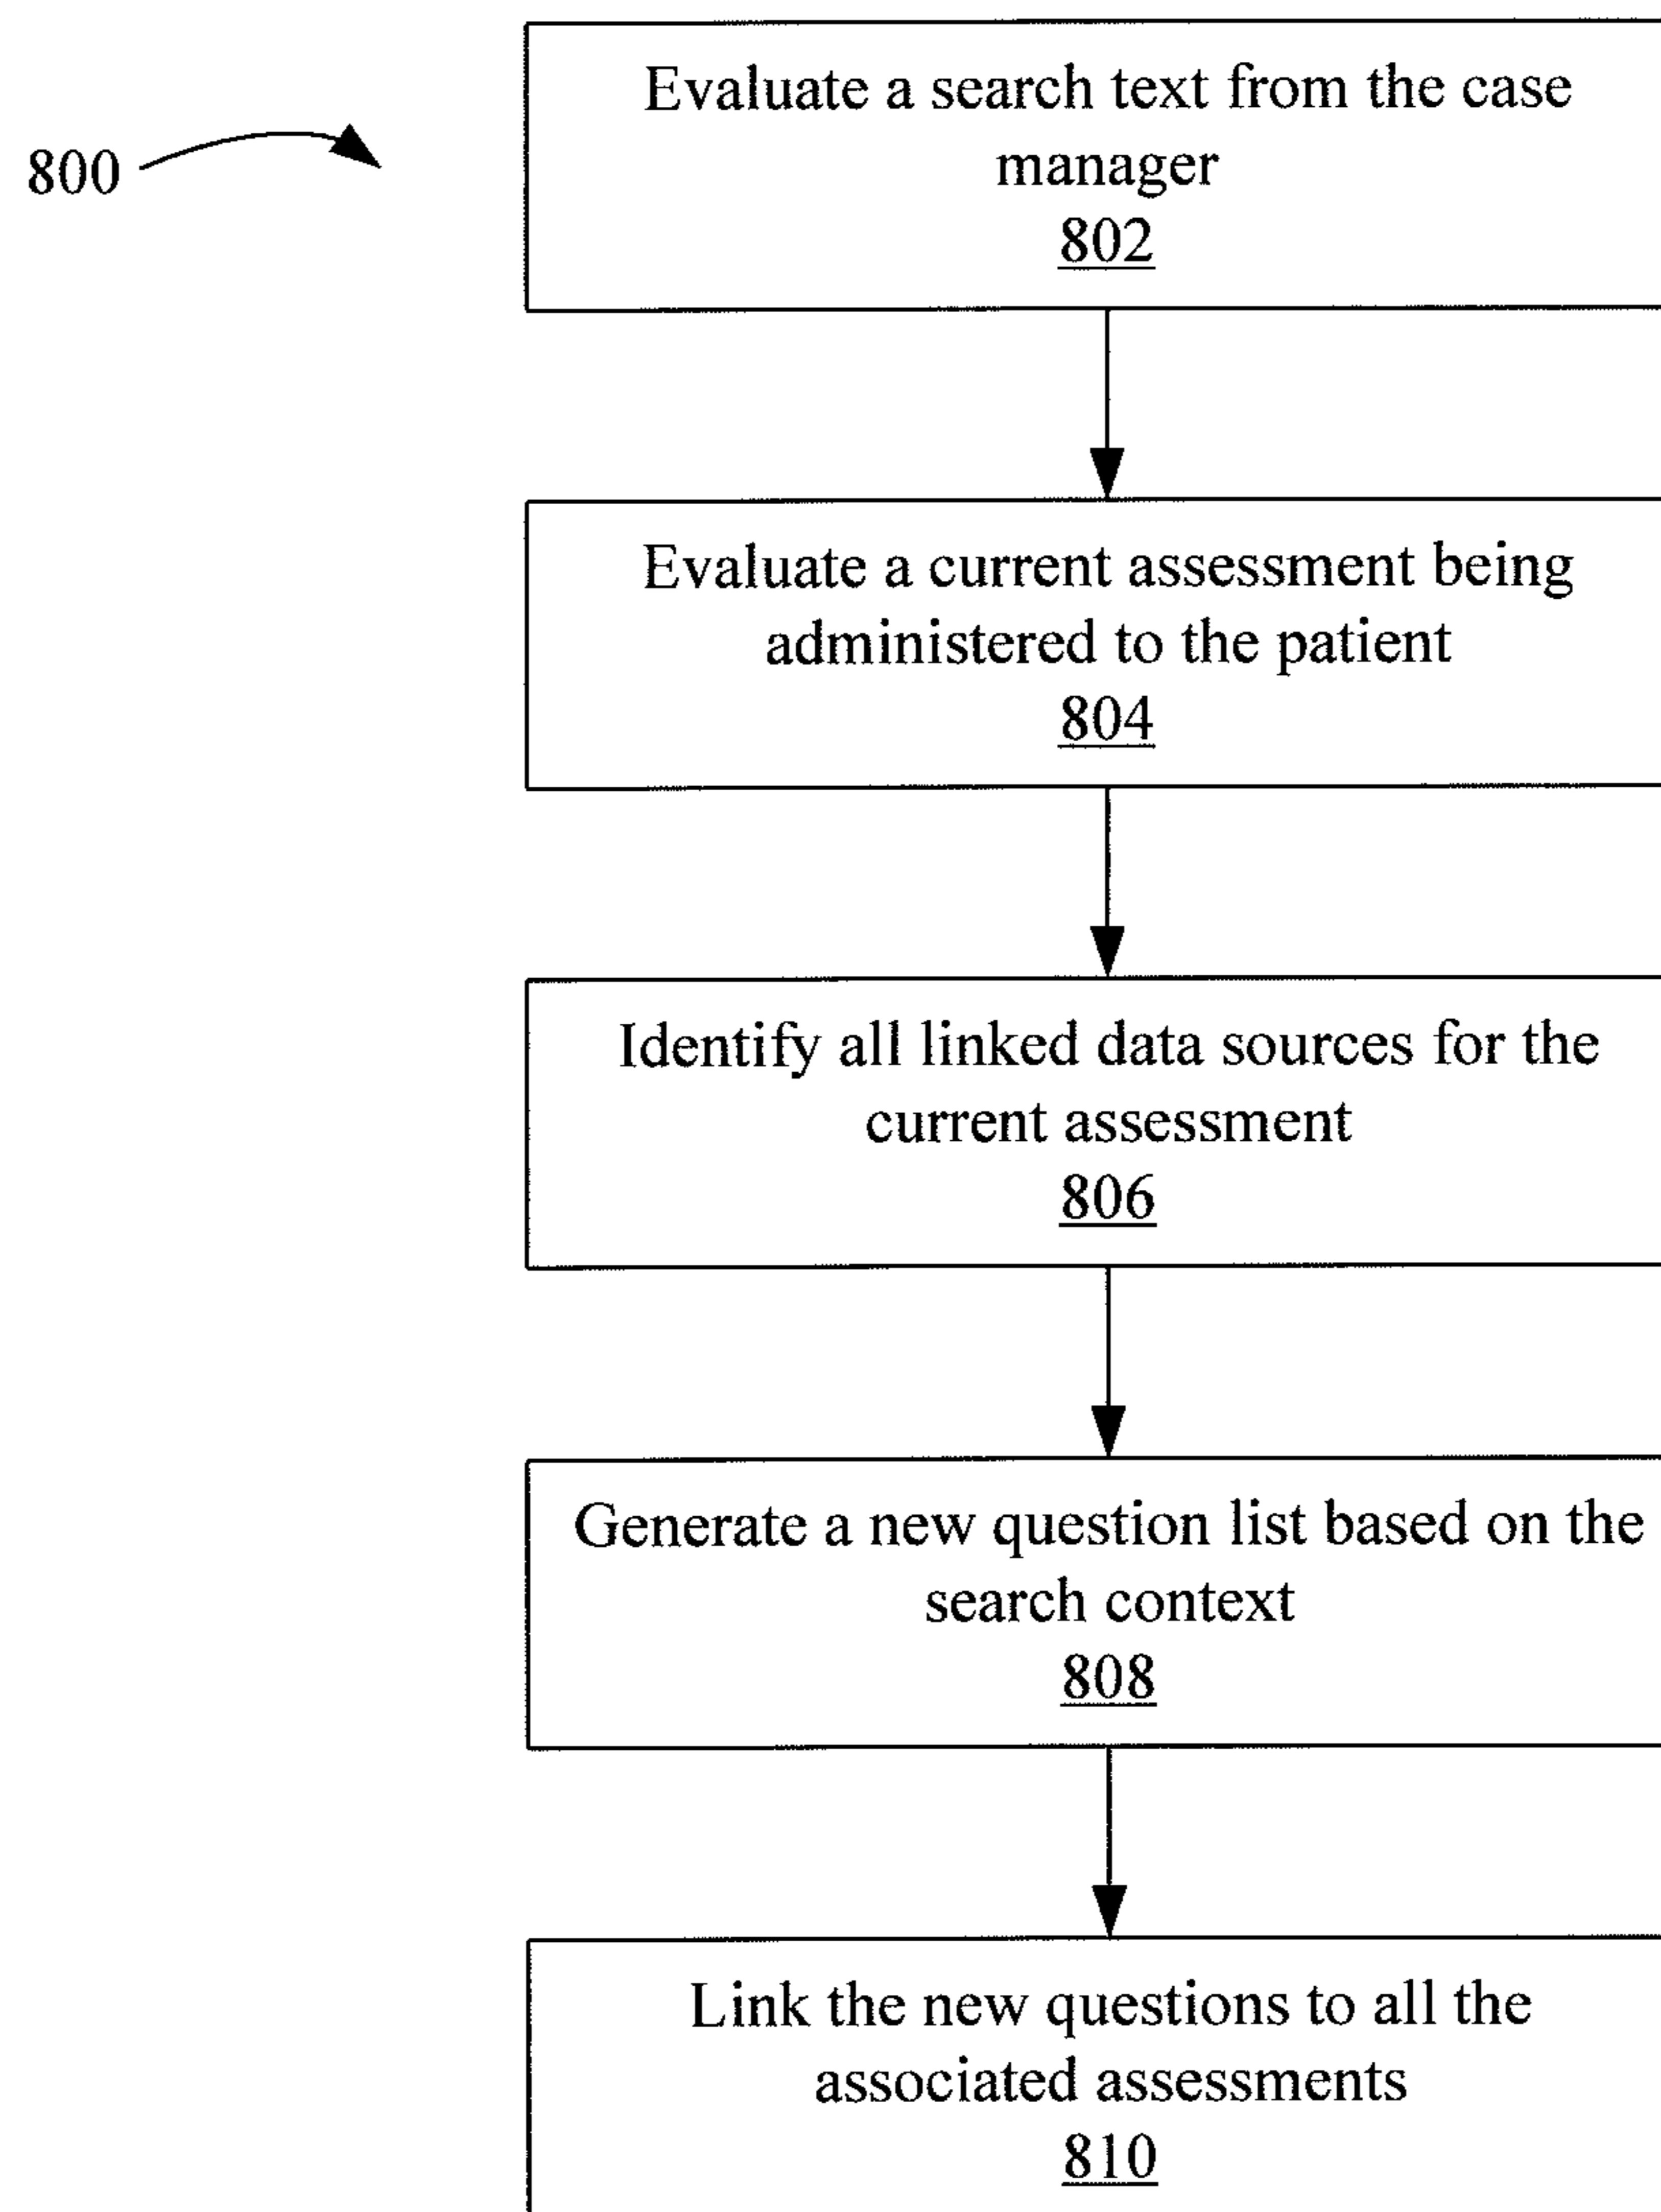 Evaluate a search text from the case
manager
802
800
Evaluate a current assessment being
administered to the patient
804
Identify all linked data sources for the
current assessment
806
Generate a new question list based on the
search context
808
Link the new questions to all the
associated assessments
810